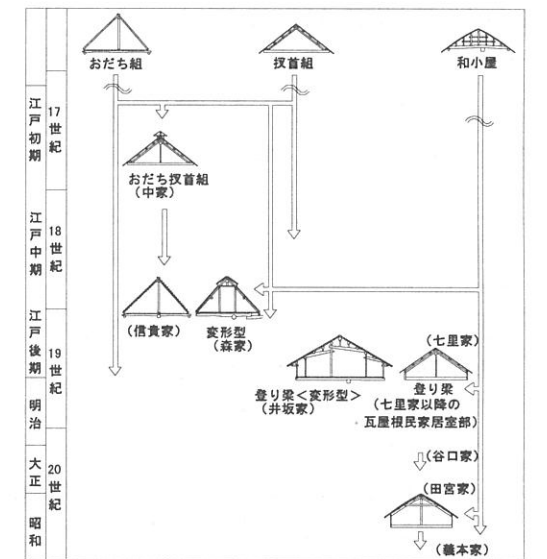 おだち組
扠首組
和小屋
江戸初期
17世紀
おだち扠首組
(中家)
江戸中期
18世紀
(信貴家)
変形型
(森家)
江戸後期
19世紀
(七里家)
登り梁<変形型>
(井坂家)
登り梁
(七里家以降の
瓦屋根民家居室部)
明治
(谷口家)
大正
20世紀
(田宮家)
昭和
(義本家)